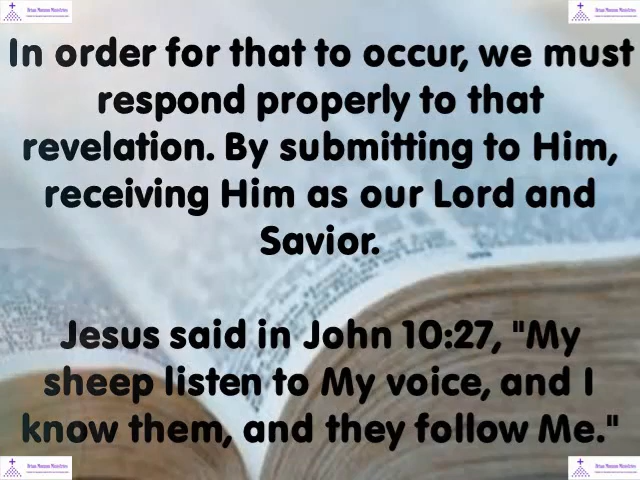 In order for that to occur, we must
respond properly to that
revelation. By submitting to Him,
receiving Him as our Lord and
Savior.
Jesus said in John 10:27, "My
sheep listen to My voice, and I
know them, and they follow Me."